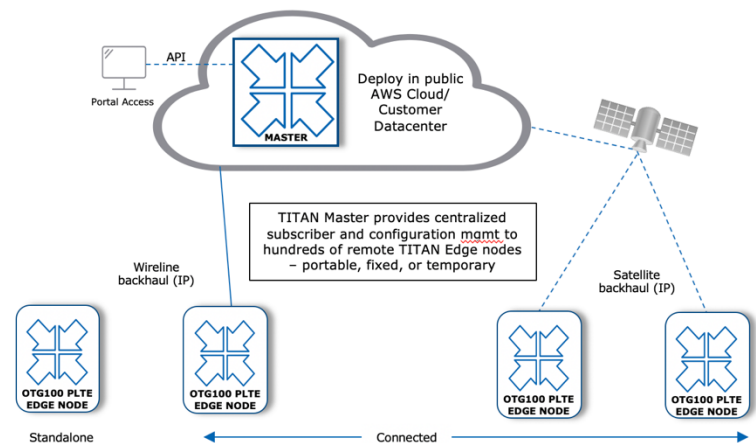 API
Portal Access
MASTER
Deploy in public
AWS Cloud/
Customer
Datacenter
TITAN Master provides centralized
subscriber and configuration mgmt to
hundreds of remote TITAN Edge nodes
– portable, fixed, or temporary
Wireline
backhaul (IP)
Satellite
backhaul (IP)
OTG100 PLTE
EDGE NODE
OTG100 PLTE
EDGE NODE
OTG100 PLTE
EDGE NODE
OTG100 PLTE
EDGE NODE
Standalone
Connected